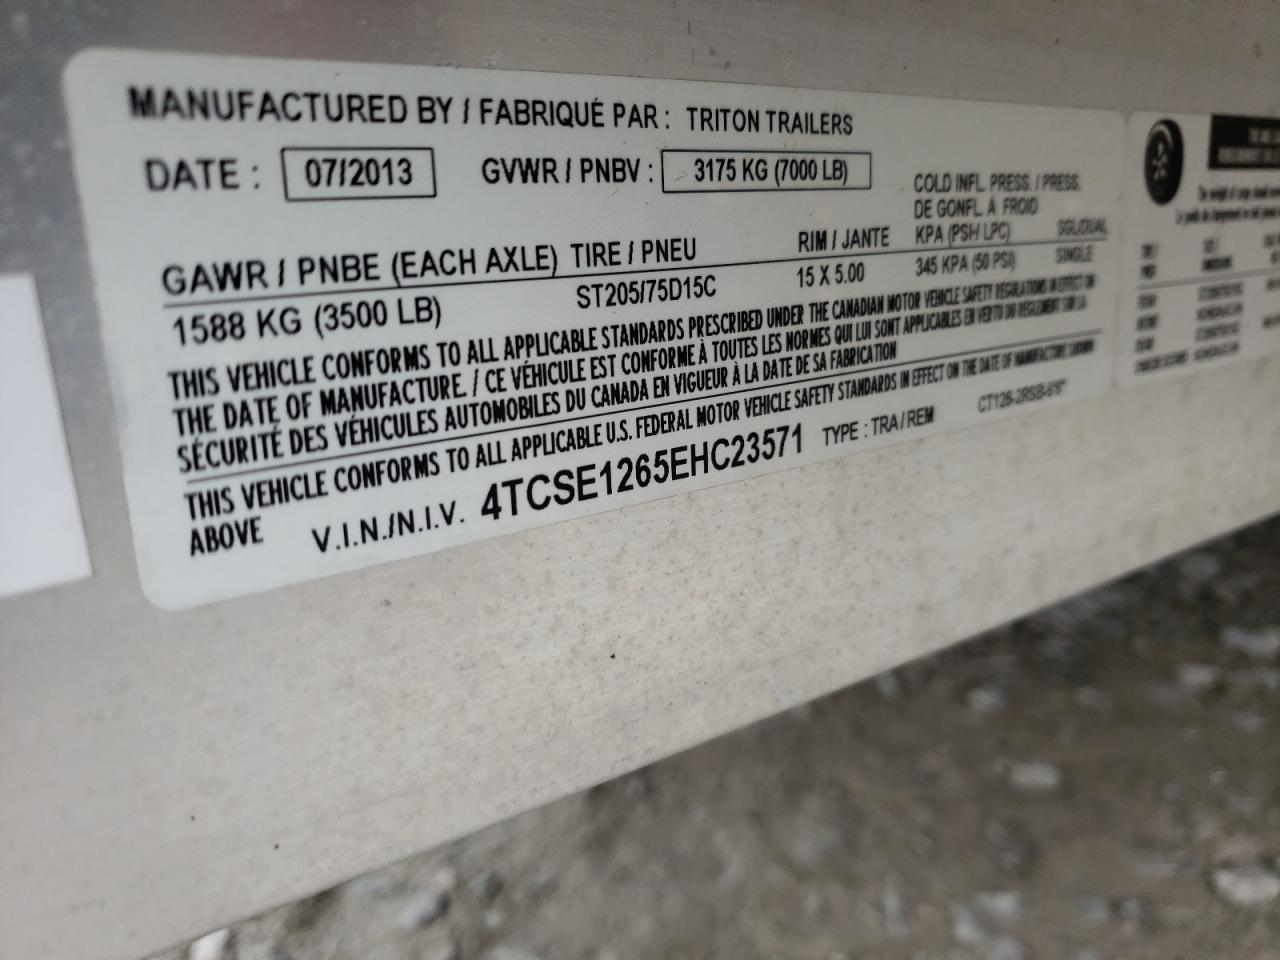 MANUFACTURED BY / FABRIQUÉ PAR : TRITON TRAILERS
DATE : 07/2013 GVWR / PNBV : 3175 KG (7000 LB)
COLD INFL. PRESS. / PRESS.
DE GONFL. À FROID
GAWR / PNBE (EACH AXLE) TIRE / PNEU RIM / JANTE KPA (PSI/ LPC) SGL/DUAL
1588 KG (3500 LB) ST205/75D15C 15 X 5.00 345 KPA (50 PSI) SINGLE
THIS VEHICLE CONFORMS TO ALL APPLICABLE STANDARDS PRESCRIBED UNDER THE CANADIAN MOTOR VEHICLE SAFETY REGULATIONS IN EFFECT ON
THE DATE OF MANUFACTURE. / CE VÉHICULE EST CONFORME À TOUTES LES NORMES QUI LUI SONT APPLICABLES EN VERTU DU RÈGLEMENT SUR LA
SÉCURITÉ DES VÉHICULES AUTOMOBILES DU CANADA EN VIGUEUR À LA DATE DE SA FABRICATION
THIS VEHICLE CONFORMS TO ALL APPLICABLE U.S. FEDERAL MOTOR VEHICLE SAFETY STANDARDS IN EFFECT ON THE DATE OF MANUFACTURE SHOWN
ABOVE
V.I.N./N.I.V. 4TCSE1265EHC23571 TYPE : TRA / REM